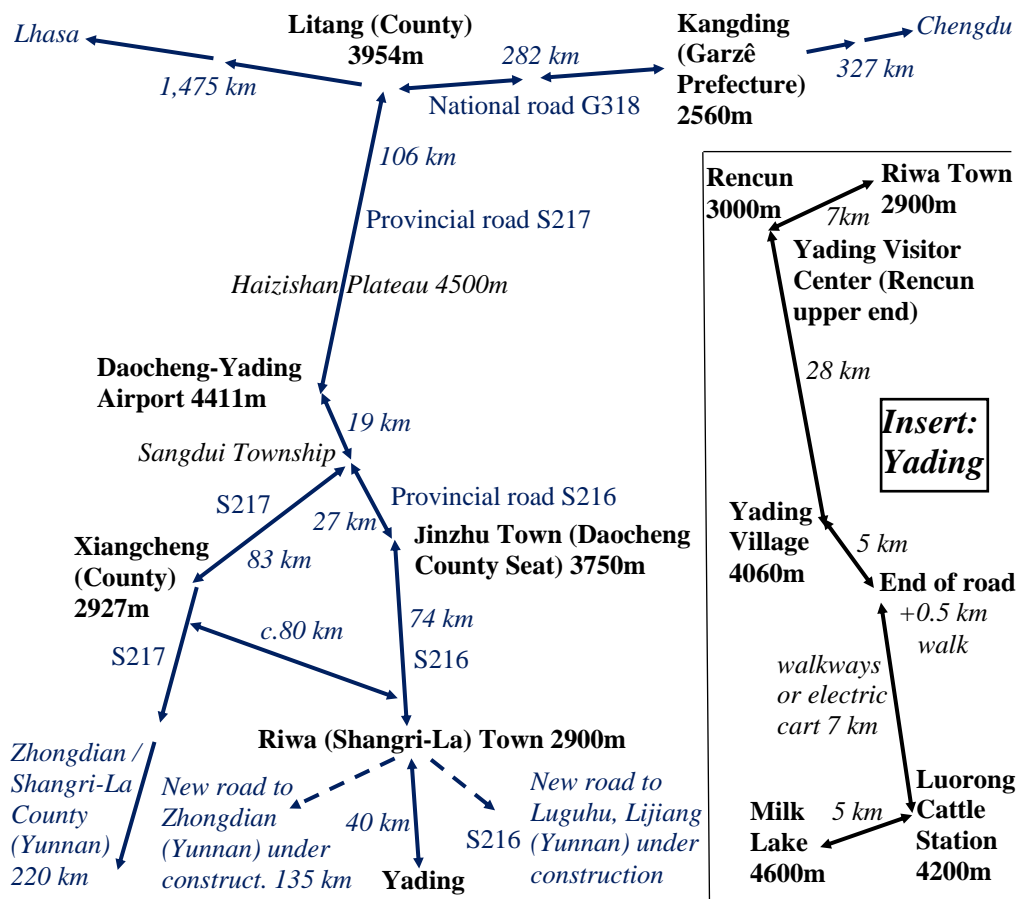 Lhasa
1,475 km
Litang (County)
3954m
282 km
National road G318
Kangding
(Garzê
Prefecture)
2560m
Chengdu
327 km
106 km
Provincial road S217
Haizishan Plateau 4500m
Daocheng-Yading
Airport 4411m
19 km
Sangdui Township
S217
83 km
Provincial road S216
27 km
Jinzhu Town (Daocheng
County Seat) 3750m
Xiangcheng
(County)
2927m
c.80 km
74 km
S216
S217
Riwa (Shangri-La) Town 2900m
Zhongdian /
Shangri-La
County
(Yunnan)
220 km
New road to
Zhongdian
(Yunnan) under
construct. 135 km
40 km
Yading
S216
New road to
Luguhu, Lijiang
(Yunnan) under
construction
Rencun
3000m
7km
Riwa Town
2900m
Yading Visitor
Center (Rencun
upper end)
28 km
Insert:
Yading
Yading
Village
4060m
5 km
End of road
+0.5 km
walk
walkways
or electric
cart 7 km
Milk
Lake
4600m
5 km
Luorong
Cattle
Station
4200m